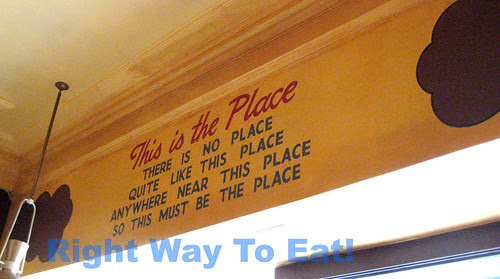 This is the Place
THERE IS NO PLACE
QUITE LIKE THIS PLACE
ANYWHERE NEAR THIS PLACE
SO THIS MUST BE THE PLACE
Right Way To Eat!